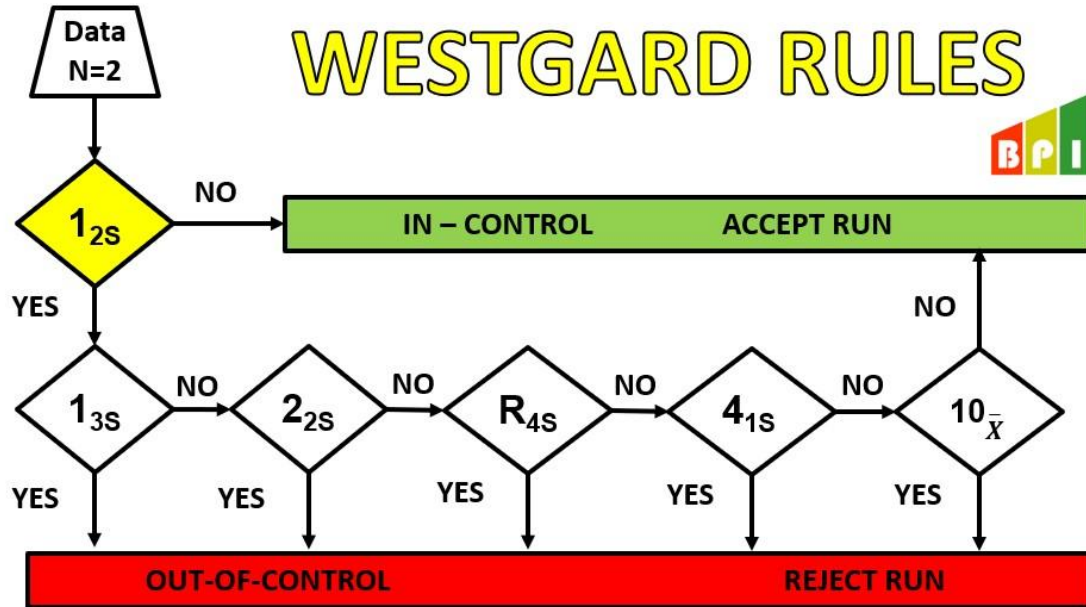 Data
N=2
WESTGARD RULES
BPI
1₂S
NO
IN – CONTROL ACCEPT RUN
YES
NO
1₃S
NO
2₂S
NO
R₄S
NO
4₁S
NO
10X̄
YES
YES
YES
YES
YES
OUT-OF-CONTROL REJECT RUN